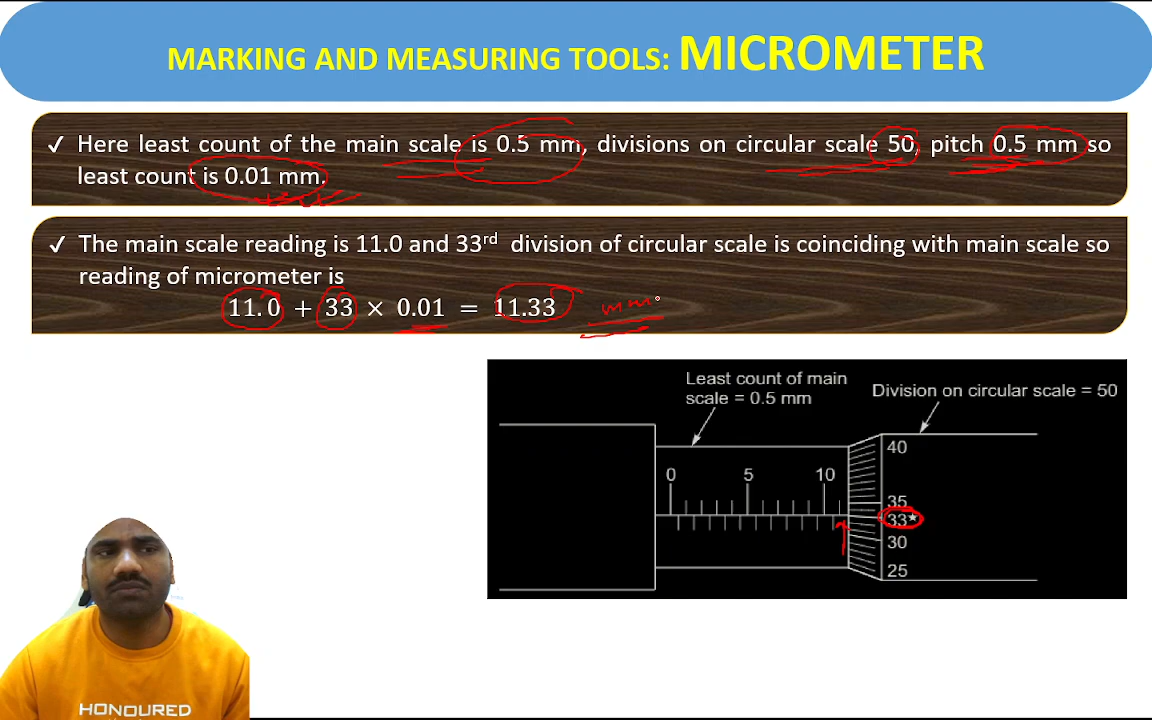 MARKING AND MEASURING TOOLS: MICROMETER
✓ Here least count of the main scale is 0.5 mm, divisions on circular scale 50, pitch 0.5 mm so
least count is 0.01 mm.
✓ The main scale reading is 11.0 and 33rd division of circular scale is coinciding with main scale so
reading of micrometer is
11.0 + 33 × 0.01 = 11.33 mm
Least count of main
scale = 0.5 mm
Division on circular scale = 50
0 5 10
40
35
33*
30
25
HONOURED